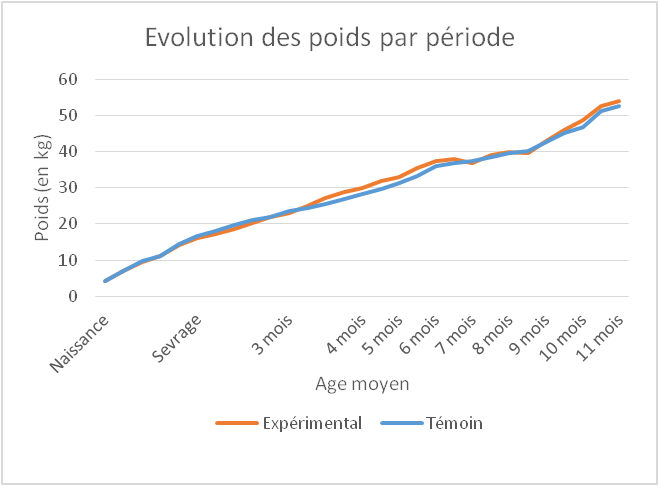 Evolution des poids par période
60
50
40
30
20
10
0
Poids (en kg)
Naissance
Sevrage
3 mois
4 mois
5 mois
6 mois
7 mois
8 mois
9 mois
10 mois
11 mois
Age moyen
Expérimental
Témoin